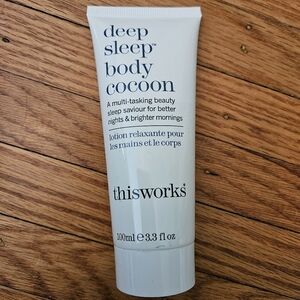 deep
sleep™
body
cocoon
A multi-tasking beauty
sleep saviour for better
nights & brighter mornings
lotion relaxante pour
les mains et le corps
thisworks®
100ml e 3.3 fl oz